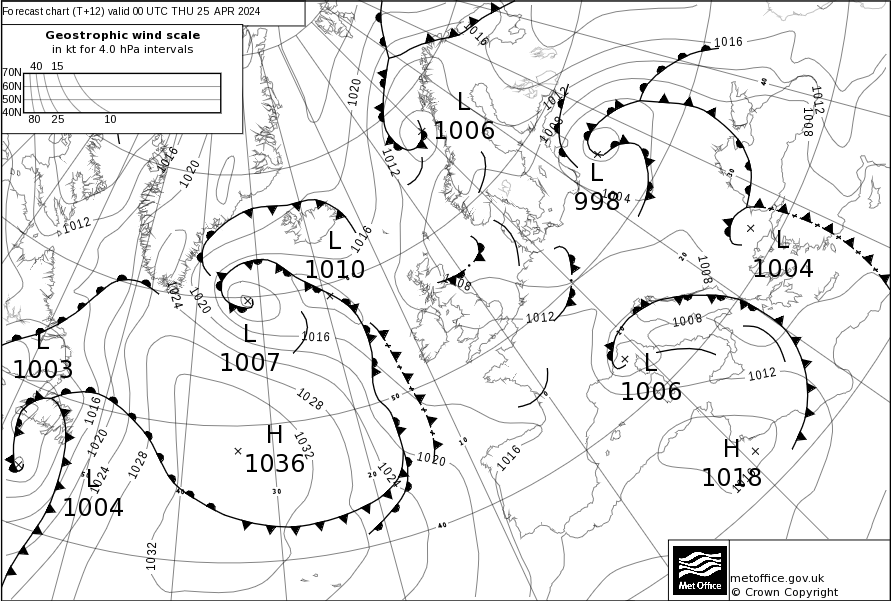 Forecast chart (T+12) valid 00 UTC THU 25 APR 2024
Geostrophic wind scale
in kt for 4.0 hPa intervals
40 15
70N
60N
50N
40N
80 25 10
1016
1016
1020
1012
1012
1008
1012
1008
L
1006
1016
1020
1012
L
998
1004
1012
1016
L
1010
L
1004
1024
1020
1008
1008
1012
1016
L
1007
1008
L
1003
L
1006
1012
1028
1016
1020
1024
1028
H
1036
1032
1020
1024
1016
H
1018
1016
L
1004
1032
50
40
30
20
10
40
metoffice.gov.uk
© Crown Copyright
Met Office